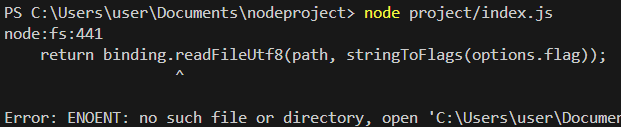 PS C:\Users\user\Documents\nodeproject> node project/index.js
node:fs:441
    return binding.readFileUtf8(path, stringToFlags(options.flag));
                   ^
Error: ENOENT: no such file or directory, open 'C:\Users\user\Docume